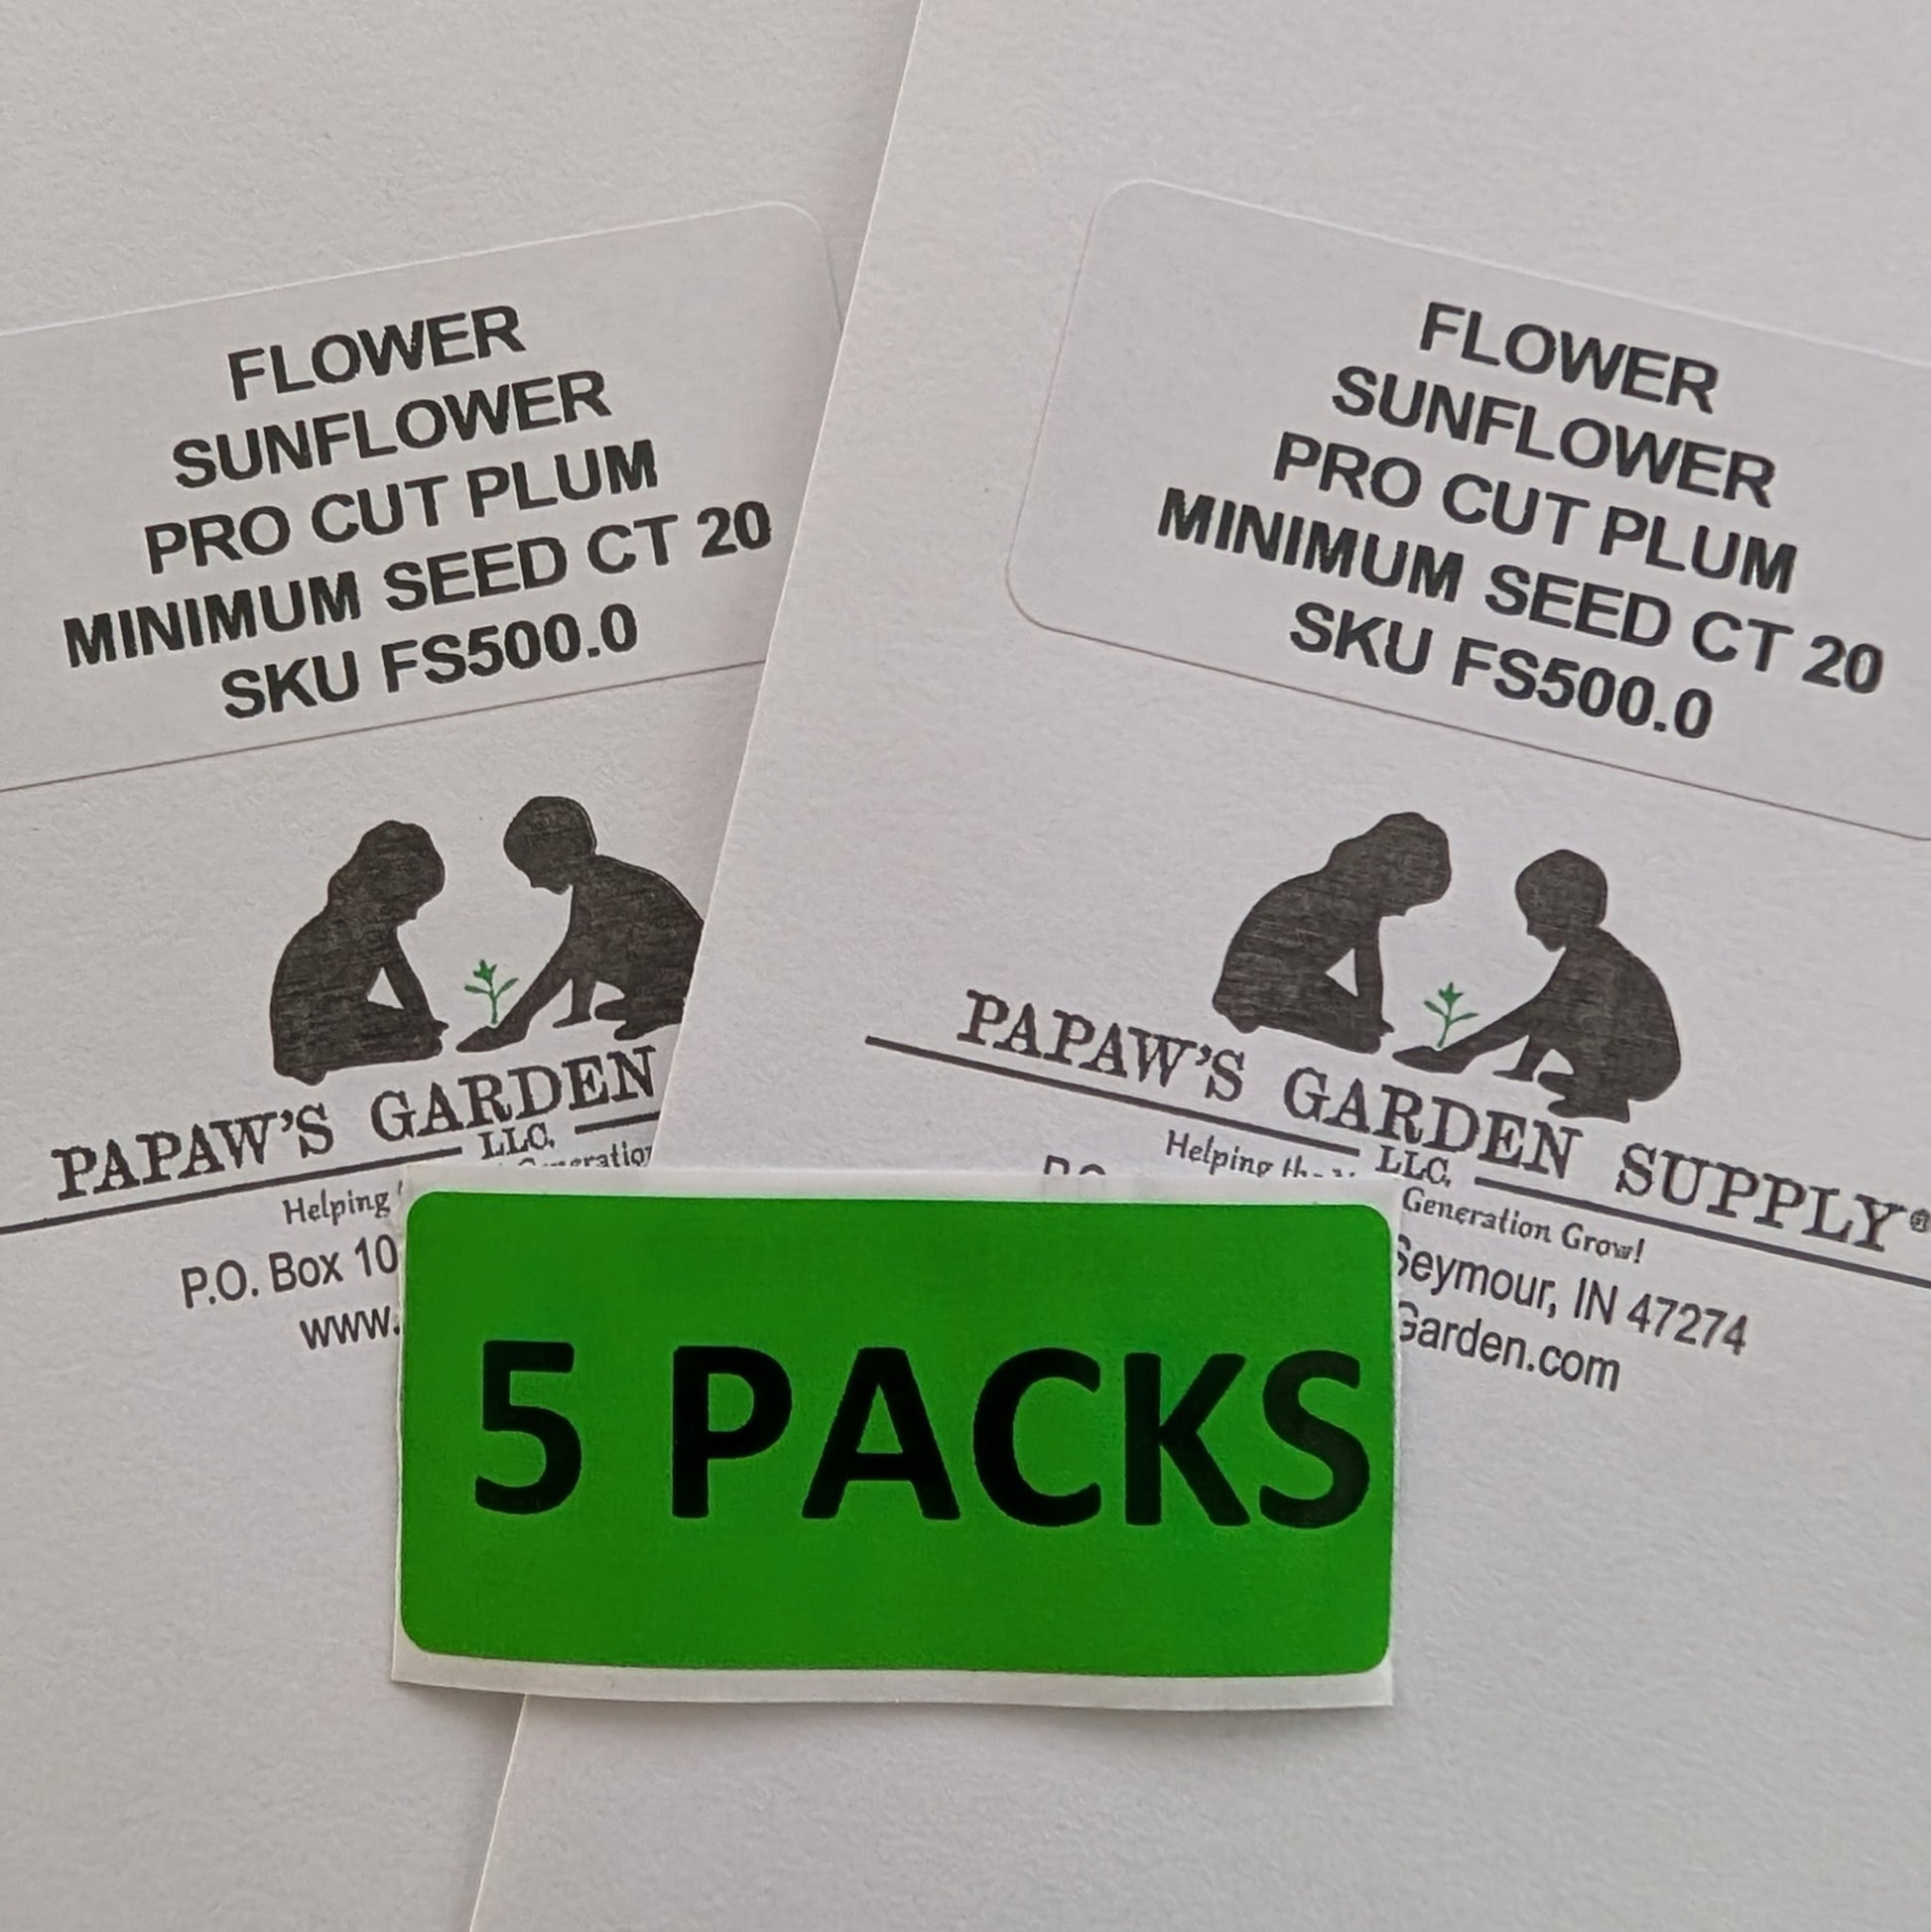 FLOWER
SUNFLOWER
PRO CUT PLUM
MINIMUM SEED CT 20
SKU FS500.0
PAPAW'S GARDEN
LLC.
Helping
P.O. Box 10
www.
FLOWER
SUNFLOWER
PRO CUT PLUM
MINIMUM SEED CT 20
SKU FS500.0
PAPAW'S GARDEN SUPPLY®
LLC.
Helping the Generation Grow!
Seymour, IN 47274
Garden.com
5 PACKS